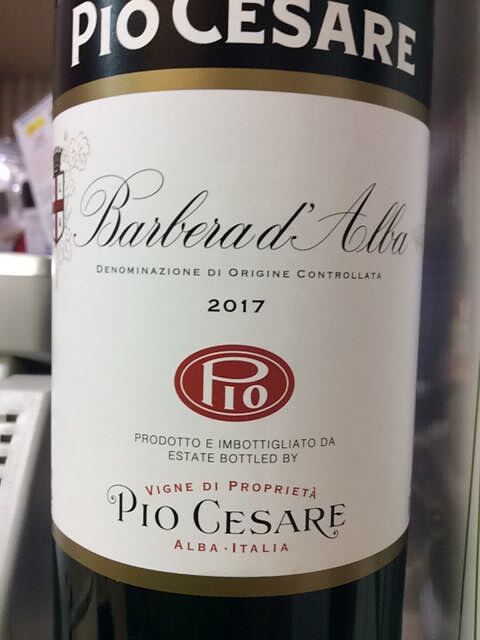 PIO CESARE
Barbera d'Alba
DENOMINAZIONE DI ORIGINE CONTROLLATA
2017
PIO
PRODOTTO E IMBOTTIGLIATO DA
ESTATE BOTTLED BY
VIGNE DI PROPRIETÀ
PIO CESARE
ALBA · ITALIA